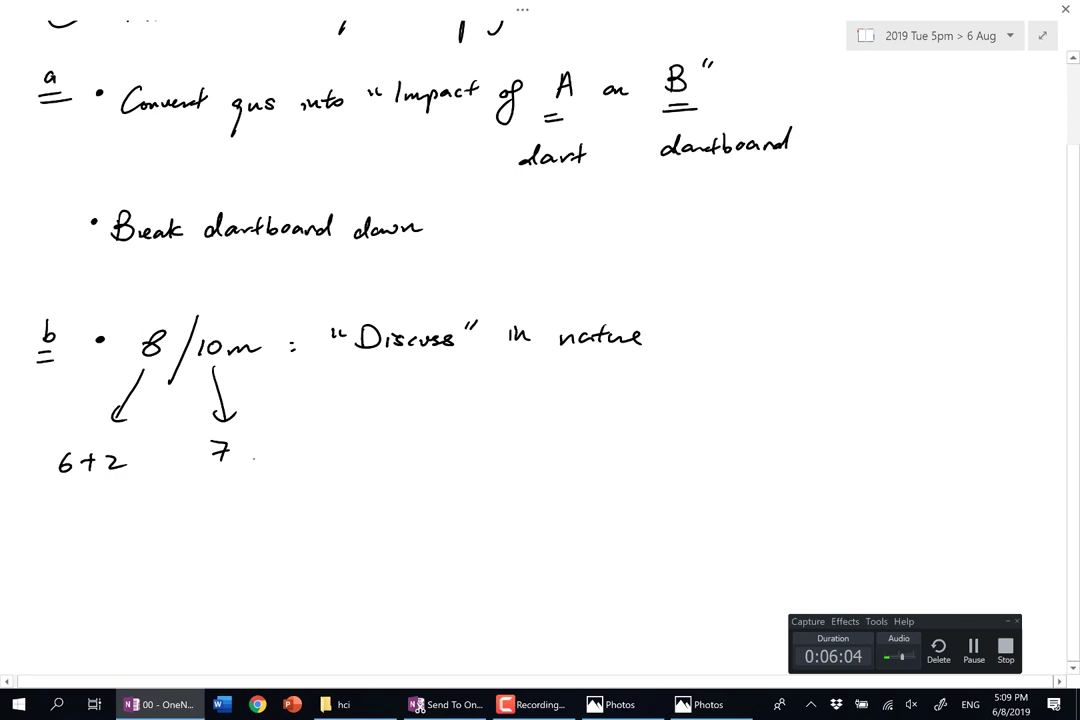 2019 Tue 5pm > 6 Aug
a
• Convert qus into "Impact of A on B"
dart dartboard
• Break dartboard down
b • 8/10m : "Discuss" in nature
6+2 7
Capture Effects Tools Help
Duration Audio
0:06:04 Delete Pause Stop
00 - OneN... hci Send To On... Recording... Photos Photos ENG 5:09 PM
6/8/2019